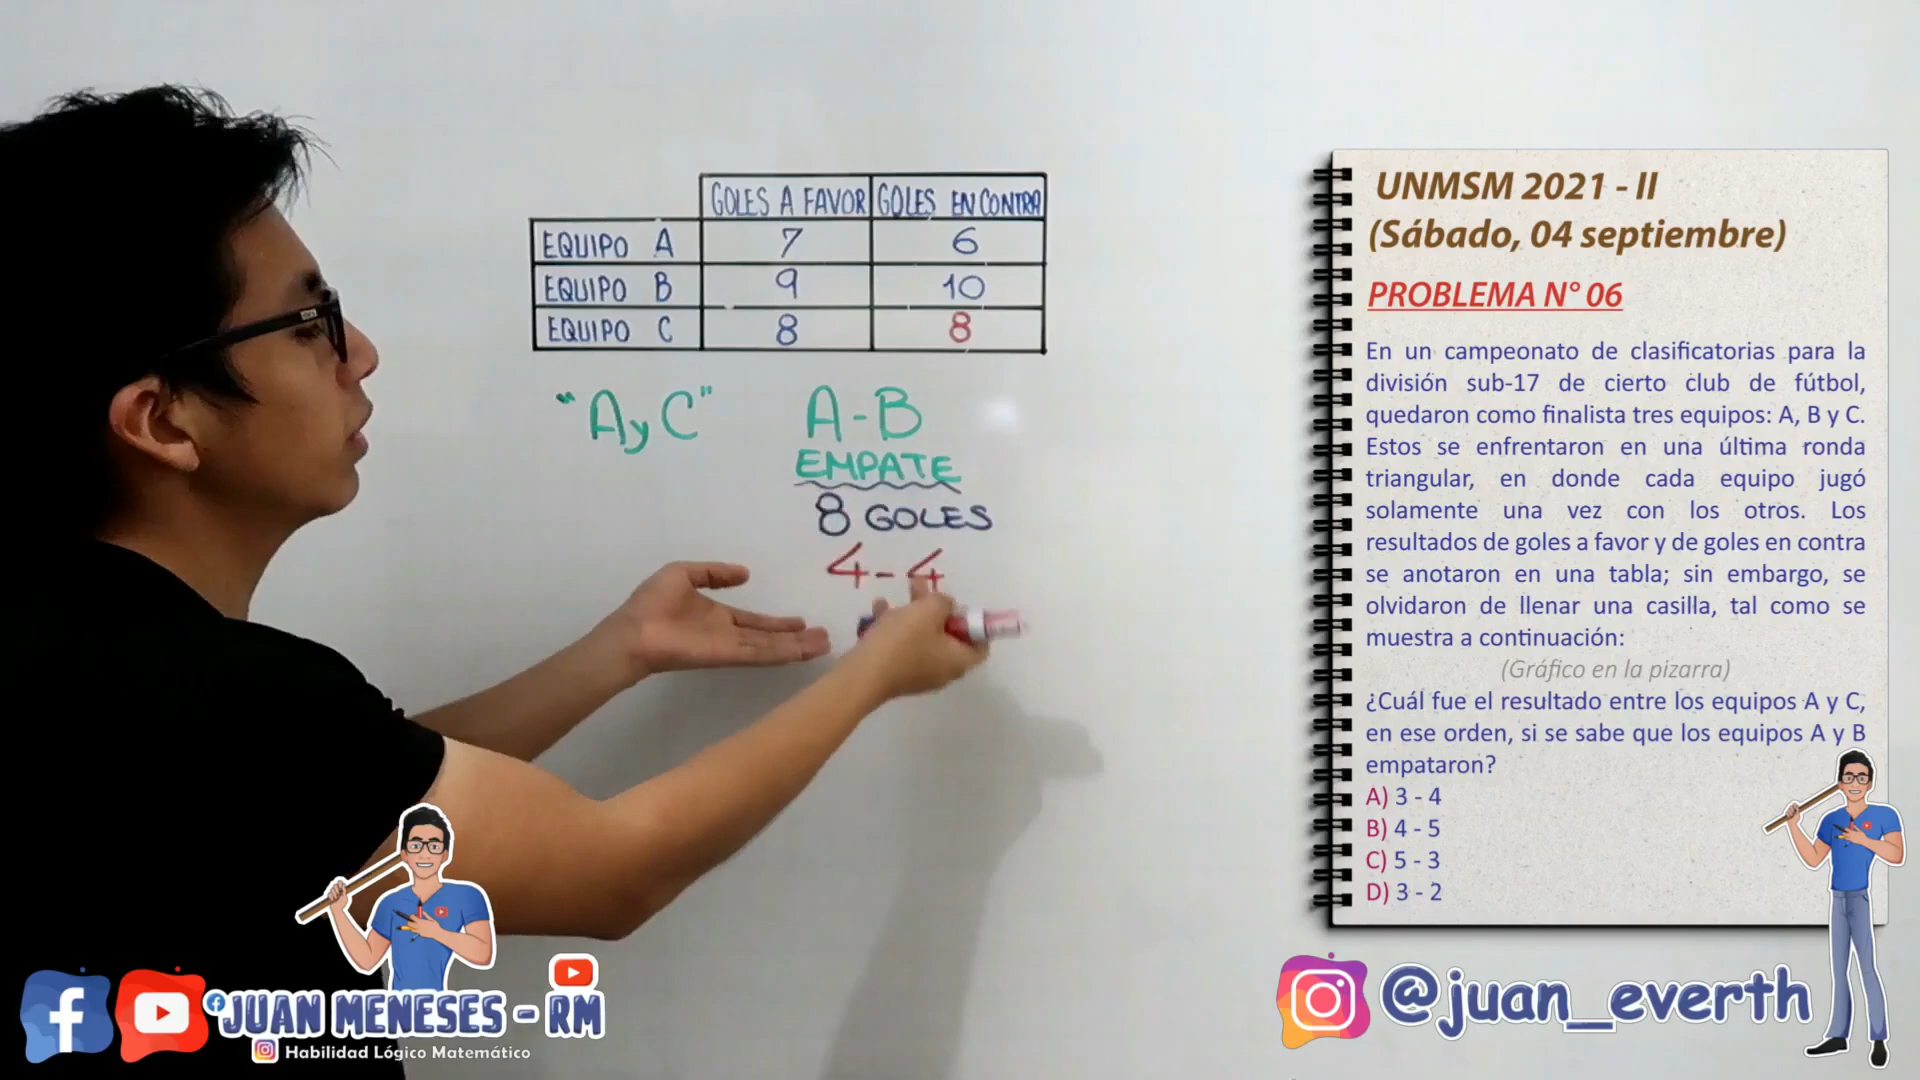 GOLES A FAVOR GOLES EN CONTRA
EQUIPO A 7 6
EQUIPO B 9 10
EQUIPO C 8 8
"A y C" A - B
EMPATE
8 GOLES
4 - 4
UNMSM 2021 - II
(Sábado, 04 septiembre)
PROBLEMA N° 06
En un campeonato de clasificatorias para la
división sub-17 de cierto club de fútbol,
quedaron como finalista tres equipos: A, B y C.
Estos se enfrentaron en una última ronda
triangular, en donde cada equipo jugó
solamente una vez con los otros. Los
resultados de goles a favor y de goles en contra
se anotaron en una tabla; sin embargo, se
olvidaron de llenar una casilla, tal como se
muestra a continuación:
(Gráfico en la pizarra)
¿Cuál fue el resultado entre los equipos A y C,
en ese orden, si se sabe que los equipos A y B
empataron?
A) 3 - 4
B) 4 - 5
C) 5 - 3
D) 3 - 2
JUAN MENESES - RM
Habilidad Lógico Matemático
@juan_everth